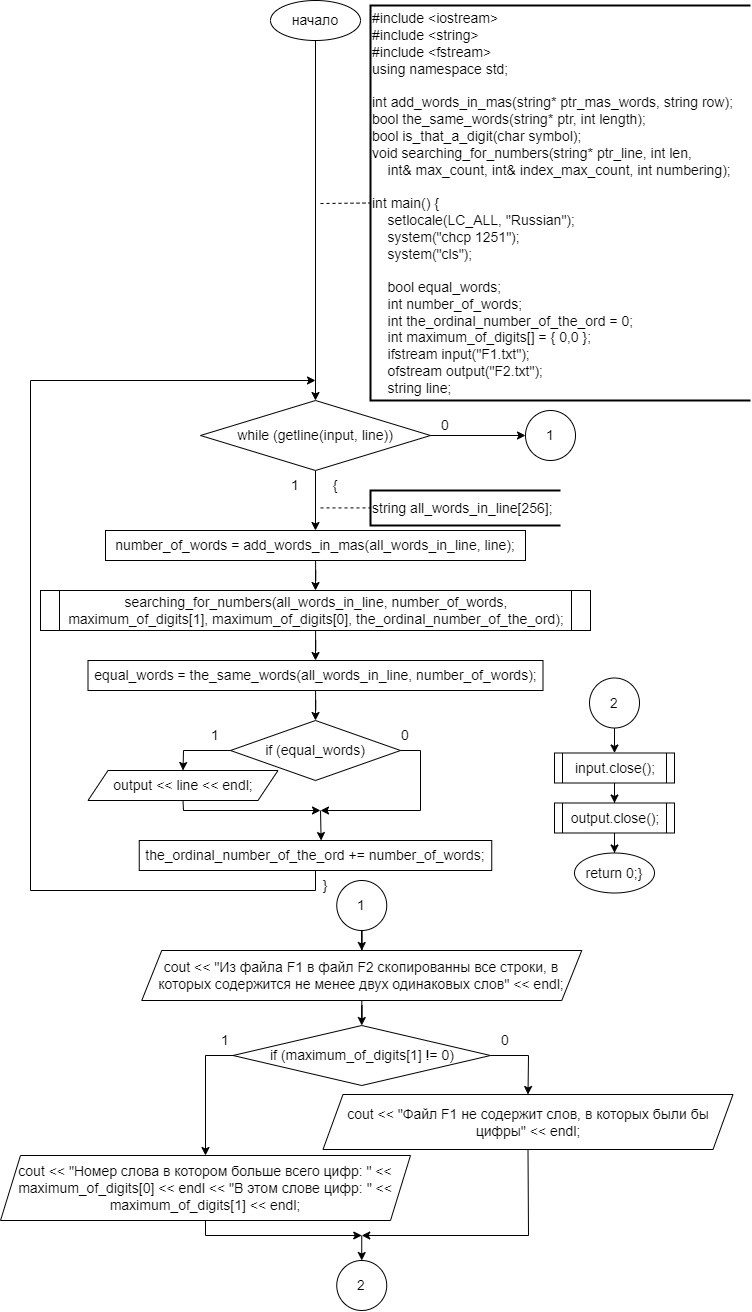 начало
#include <iostream>
#include <string>
#include <fstream>
using namespace std;
int add_words_in_mas(string* ptr_mas_words, string row);
bool the_same_words(string* ptr, int length);
bool is_that_a_digit(char symbol);
void searching_for_numbers(string* ptr_line, int len,
int& max_count, int& index_max_count, int numbering);
int main() {
setlocale(LC_ALL, "Russian");
system("chcp 1251");
system("cls");
bool equal_words;
int number_of_words;
int the_ordinal_number_of_the_ord = 0;
int maximum_of_digits[] = { 0,0 };
ifstream input("F1.txt");
ofstream output("F2.txt");
string line;
while (getline(input, line))
0
1
1
{
string all_words_in_line[256];
number_of_words = add_words_in_mas(all_words_in_line, line);
searching_for_numbers(all_words_in_line, number_of_words,
maximum_of_digits[1], maximum_of_digits[0], the_ordinal_number_of_the_ord);
equal_words = the_same_words(all_words_in_line, number_of_words);
if (equal_words)
1
0
output << line << endl;
the_ordinal_number_of_the_ord += number_of_words;
}
2
input.close();
output.close();
return 0;}
1
cout << "Из файла F1 в файл F2 скопированны все строки, в
которых содержится не менее двух одинаковых слов" << endl;
if (maximum_of_digits[1] != 0)
1
0
cout << "Файл F1 не содержит слов, в которых были бы
цифры" << endl;
cout << "Номер слова в котором больше всего цифр: " <<
maximum_of_digits[0] << endl << "В этом слове цифр: " <<
maximum_of_digits[1] << endl;
2